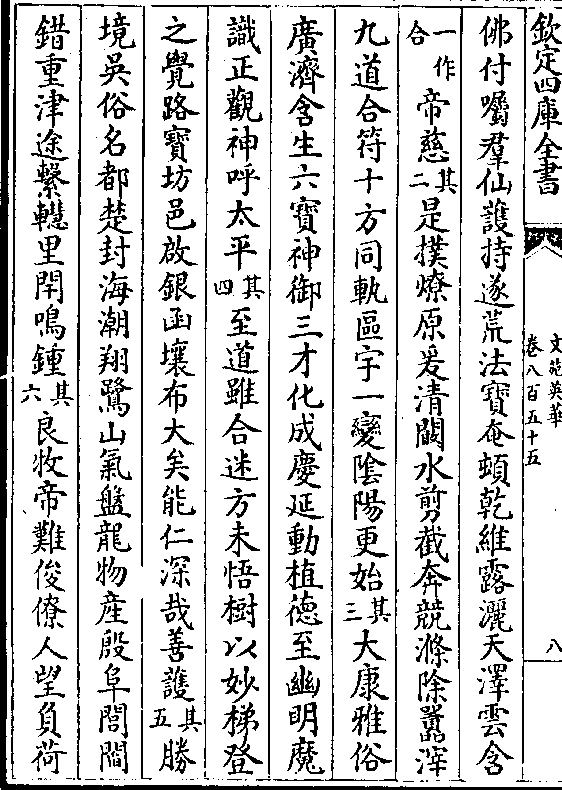 欽定四庫全書
文苑英華
卷八百五十五
八
佛付囑羣仙護持遂荒法寶奄頓乾維露灑天澤雲含
一作合帝慈其二是撲燎原爰清閫水剪截奔競滌除囂滓
九道合符十方同軌區宇一變陰陽更始其三大康雅俗
廣濟含生六寶神御三才化成慶延動植德至幽明魔
識正觀神呼太平其四至道雖合迷方未悟樹以妙梯登
之覺路寶坊邑啟銀函壤布大矣能仁深哉善護其五勝
境吳俗名都楚封海潮翔鷺山氣盤龍物産殷阜閭閻
錯重津途繫轊里閈鳴鍾其六良牧帝難俊僚人望負荷